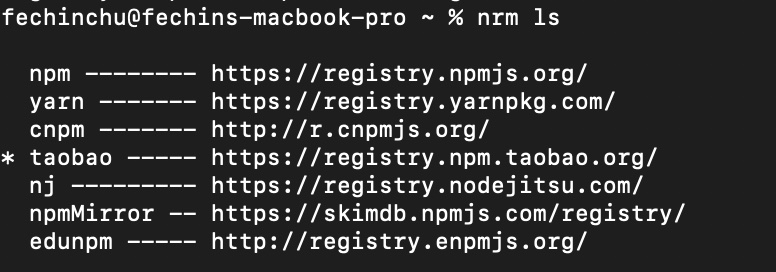 fechinchu@fechins-macbook-pro ~ % nrm ls
npm -------- https://registry.npmjs.org/
yarn ------- https://registry.yarnpkg.com/
cnpm ------- http://r.cnpmjs.org/
* taobao ----- https://registry.npm.taobao.org/
nj --------- https://registry.nodejitsu.com/
npmMirror -- https://skimdb.npmjs.com/registry/
edunpm ----- http://registry.enpmjs.org/